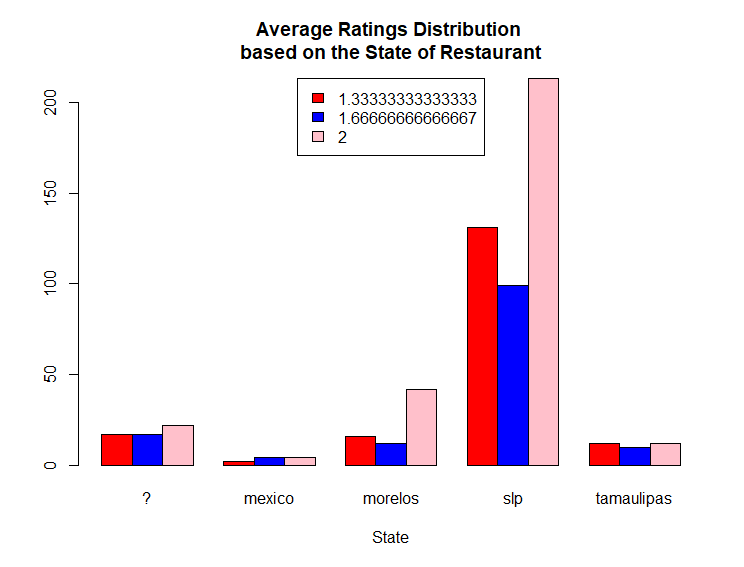 Average Ratings Distribution
based on the State of Restaurant
1.33333333333333
1.66666666666667
2
200
150
100
50
0
? mexico morelos slp tamaulipas
State